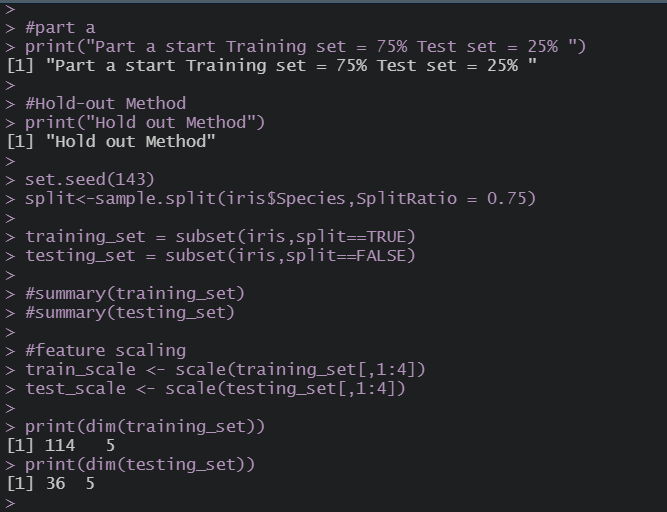 >
> #part a
> print("Part a start Training set = 75% Test set = 25% ")
[1] "Part a start Training set = 75% Test set = 25% "
>
> #Hold-out Method
> print("Hold out Method")
[1] "Hold out Method"
>
> set.seed(143)
> split<-sample.split(iris$Species,SplitRatio = 0.75)
>
> training_set = subset(iris,split==TRUE)
> testing_set = subset(iris,split==FALSE)
>
> #summary(training_set)
> #summary(testing_set)
>
> #feature scaling
> train_scale <- scale(training_set[,1:4])
> test_scale <- scale(testing_set[,1:4])
>
> print(dim(training_set))
[1] 114   5
> print(dim(testing_set))
[1] 36  5
>